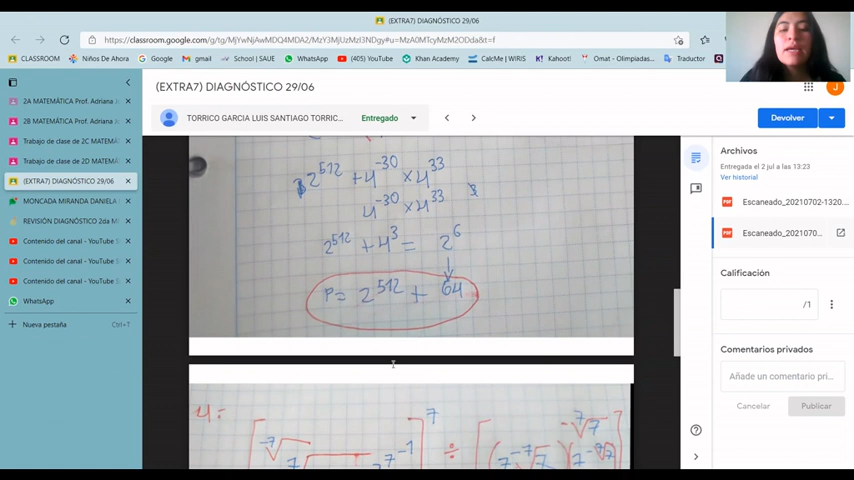 (EXTRA7) DIAGNÓSTICO 29/06
https://classroom.google.com/g/tg/MjYwNjAwMDQ4MDA2/MzY3MjUzMzI3NDgy#u=MzA0MTcyMzM2ODda&t=f
CLASSROOM Niños De Ahora Google gmail School | SAUE WhatsApp (405) YouTube Khan Academy CalcMe | WIRIS Kahoot! Omat - Olimpiadas... Traductor
(EXTRA7) DIAGNÓSTICO 29/06
J
2A MATEMÁTICA Prof. Adriana
2B MATEMÁTICA Prof. Adriana
Trabajo de clase de 2C MATEMÁ
Trabajo de clase de 2D MATEMÁ
(EXTRA7) DIAGNÓSTICO 29/06
MONCADA MIRANDA DANIELA
REVISIÓN DIAGNÓSTICO 2da
Contenido del canal - YouTube
Contenido del canal - YouTube
Contenido del canal - YouTube
WhatsApp
Nueva pestaña Ctrl+T
TORRICO GARCIA LUIS SANTIAGO TORRIC... Entregado
Devolver
2^512 + 4^-30 × 4^33
4^-30 × 4^33
2^512 + 4^3 = 2^6
P = 2^512 + 64
4=
Archivos
Entregada el 2 jul a las 13:23
Ver historial
Escaneado_20210702-1320...
Escaneado_2021070...
Calificación
/1
Comentarios privados
Añade un comentario pri...
Cancelar Publicar